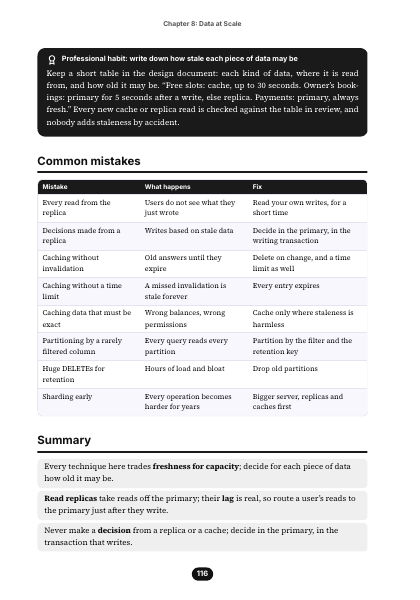 Chapter 8: Data at Scale
Professional habit: write down how stale each piece of data may be
Keep a short table in the design document: each kind of data, where it is read
from, and how old it may be. “Free slots: cache, up to 30 seconds. Owner’s book-
ings: primary for 5 seconds after a write, else replica. Payments: primary, always
fresh.” Every new cache or replica read is checked against the table in review, and
nobody adds staleness by accident.
Common mistakes
Mistake What happens Fix
Every read from the Users do not see what they Read your own writes, for a
replica just wrote short time
Decisions made from a Writes based on stale data Decide in the primary, in the
replica writing transaction
Caching without Old answers until they Delete on change, and a time
invalidation expire limit as well
Caching without a time A missed invalidation is Every entry expires
limit stale forever
Caching data that must be Wrong balances, wrong Cache only where staleness is
exact permissions harmless
Partitioning by a rarely Every query reads every Partition by the filter and the
filtered column partition retention key
Huge DELETEs for Hours of load and bloat Drop old partitions
retention
Sharding early Every operation becomes Bigger server, replicas and
harder for years caches first
Summary
Every technique here trades freshness for capacity; decide for each piece of data
how old it may be.
Read replicas take reads off the primary; their lag is real, so route a user’s reads to
the primary just after they write.
Never make a decision from a replica or a cache; decide in the primary, in the
transaction that writes.
116